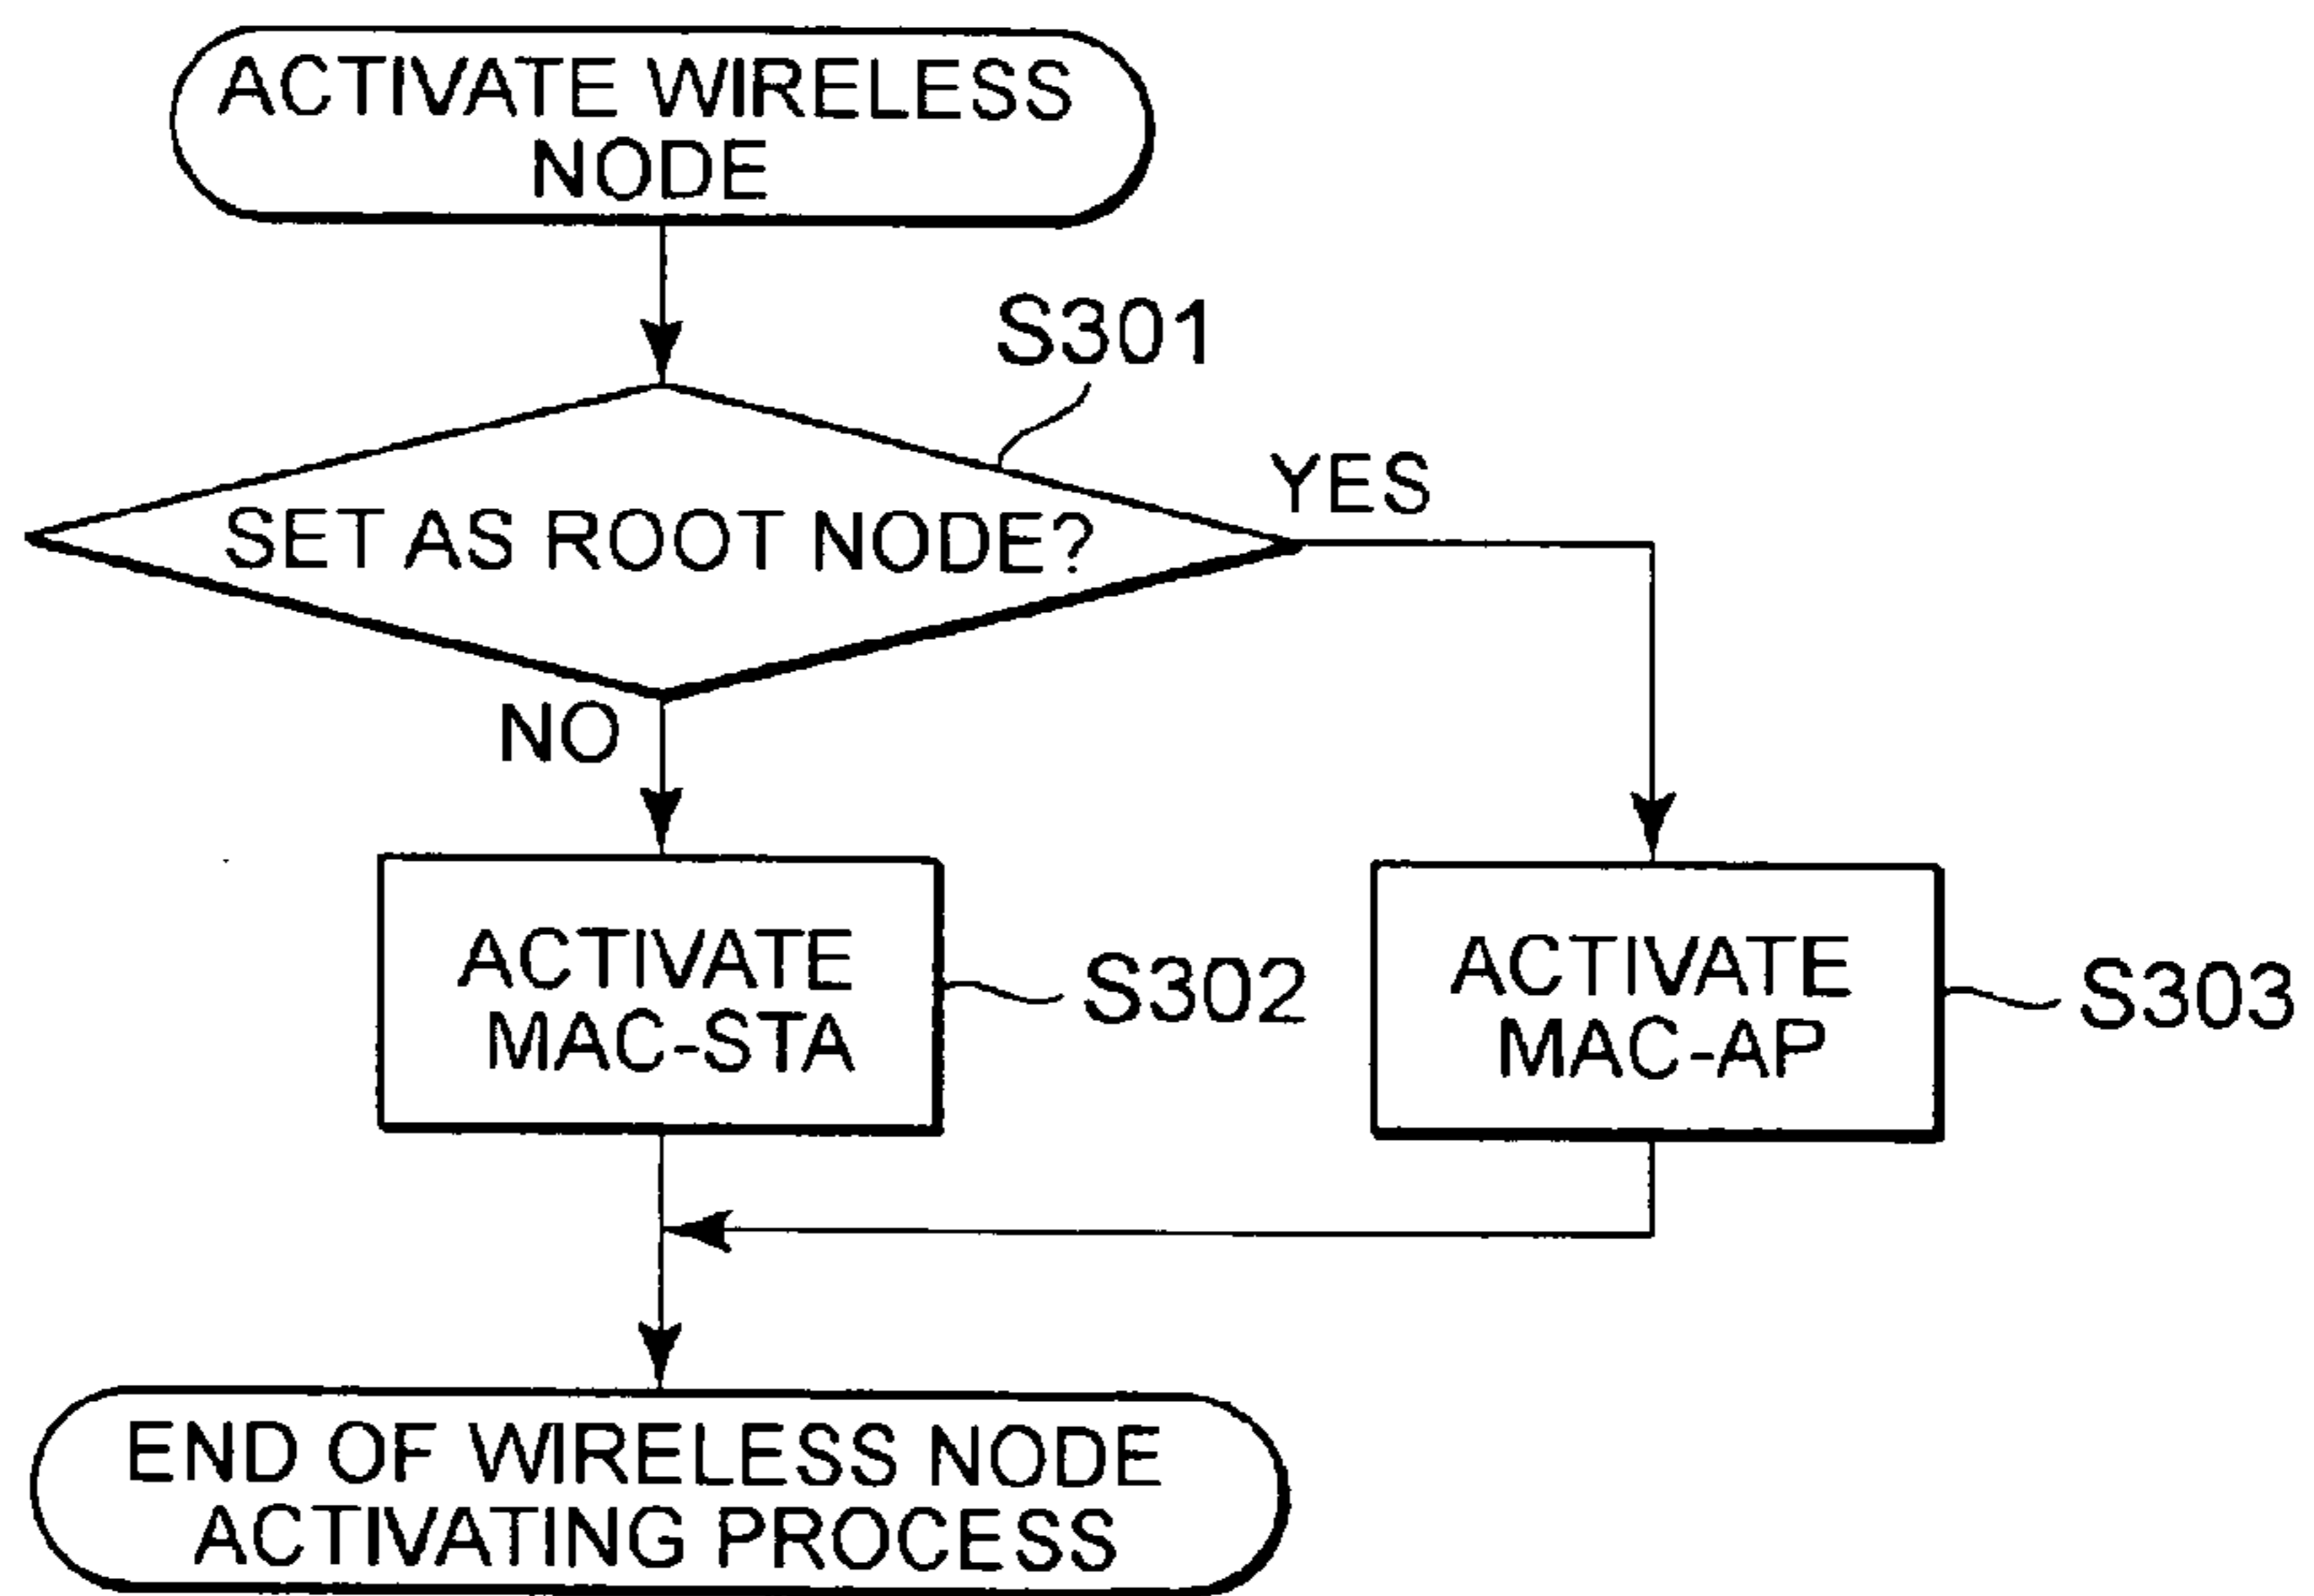 ACTIVATE WIRELESS
NODE
S301
SET AS ROOT NODE?
YES
NO
ACTIVATE
MAC-STA
S302
ACTIVATE
MAC-AP
S303
END OF WIRELESS NODE
ACTIVATING PROCESS